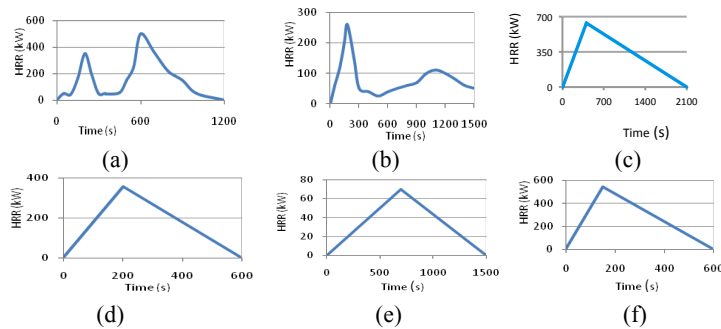 HRR (kW)
600
400
200
0
0 600 1200
Time (s)
(a)
HRR (kW)
300
200
100
0
0 300 600 900 1200 1500
Time (s)
(b)
HRR (kW)
700
350
0
0 700 1400 2100
Time (s)
(c)
HRR (kW)
400
200
0
0 200 400 600
Time (s)
(d)
HRR (kW)
80
60
40
20
0
0 500 1000 1500
Time (s)
(e)
HRR (kW)
600
400
200
0
0 200 400 600
Time (s)
(f)